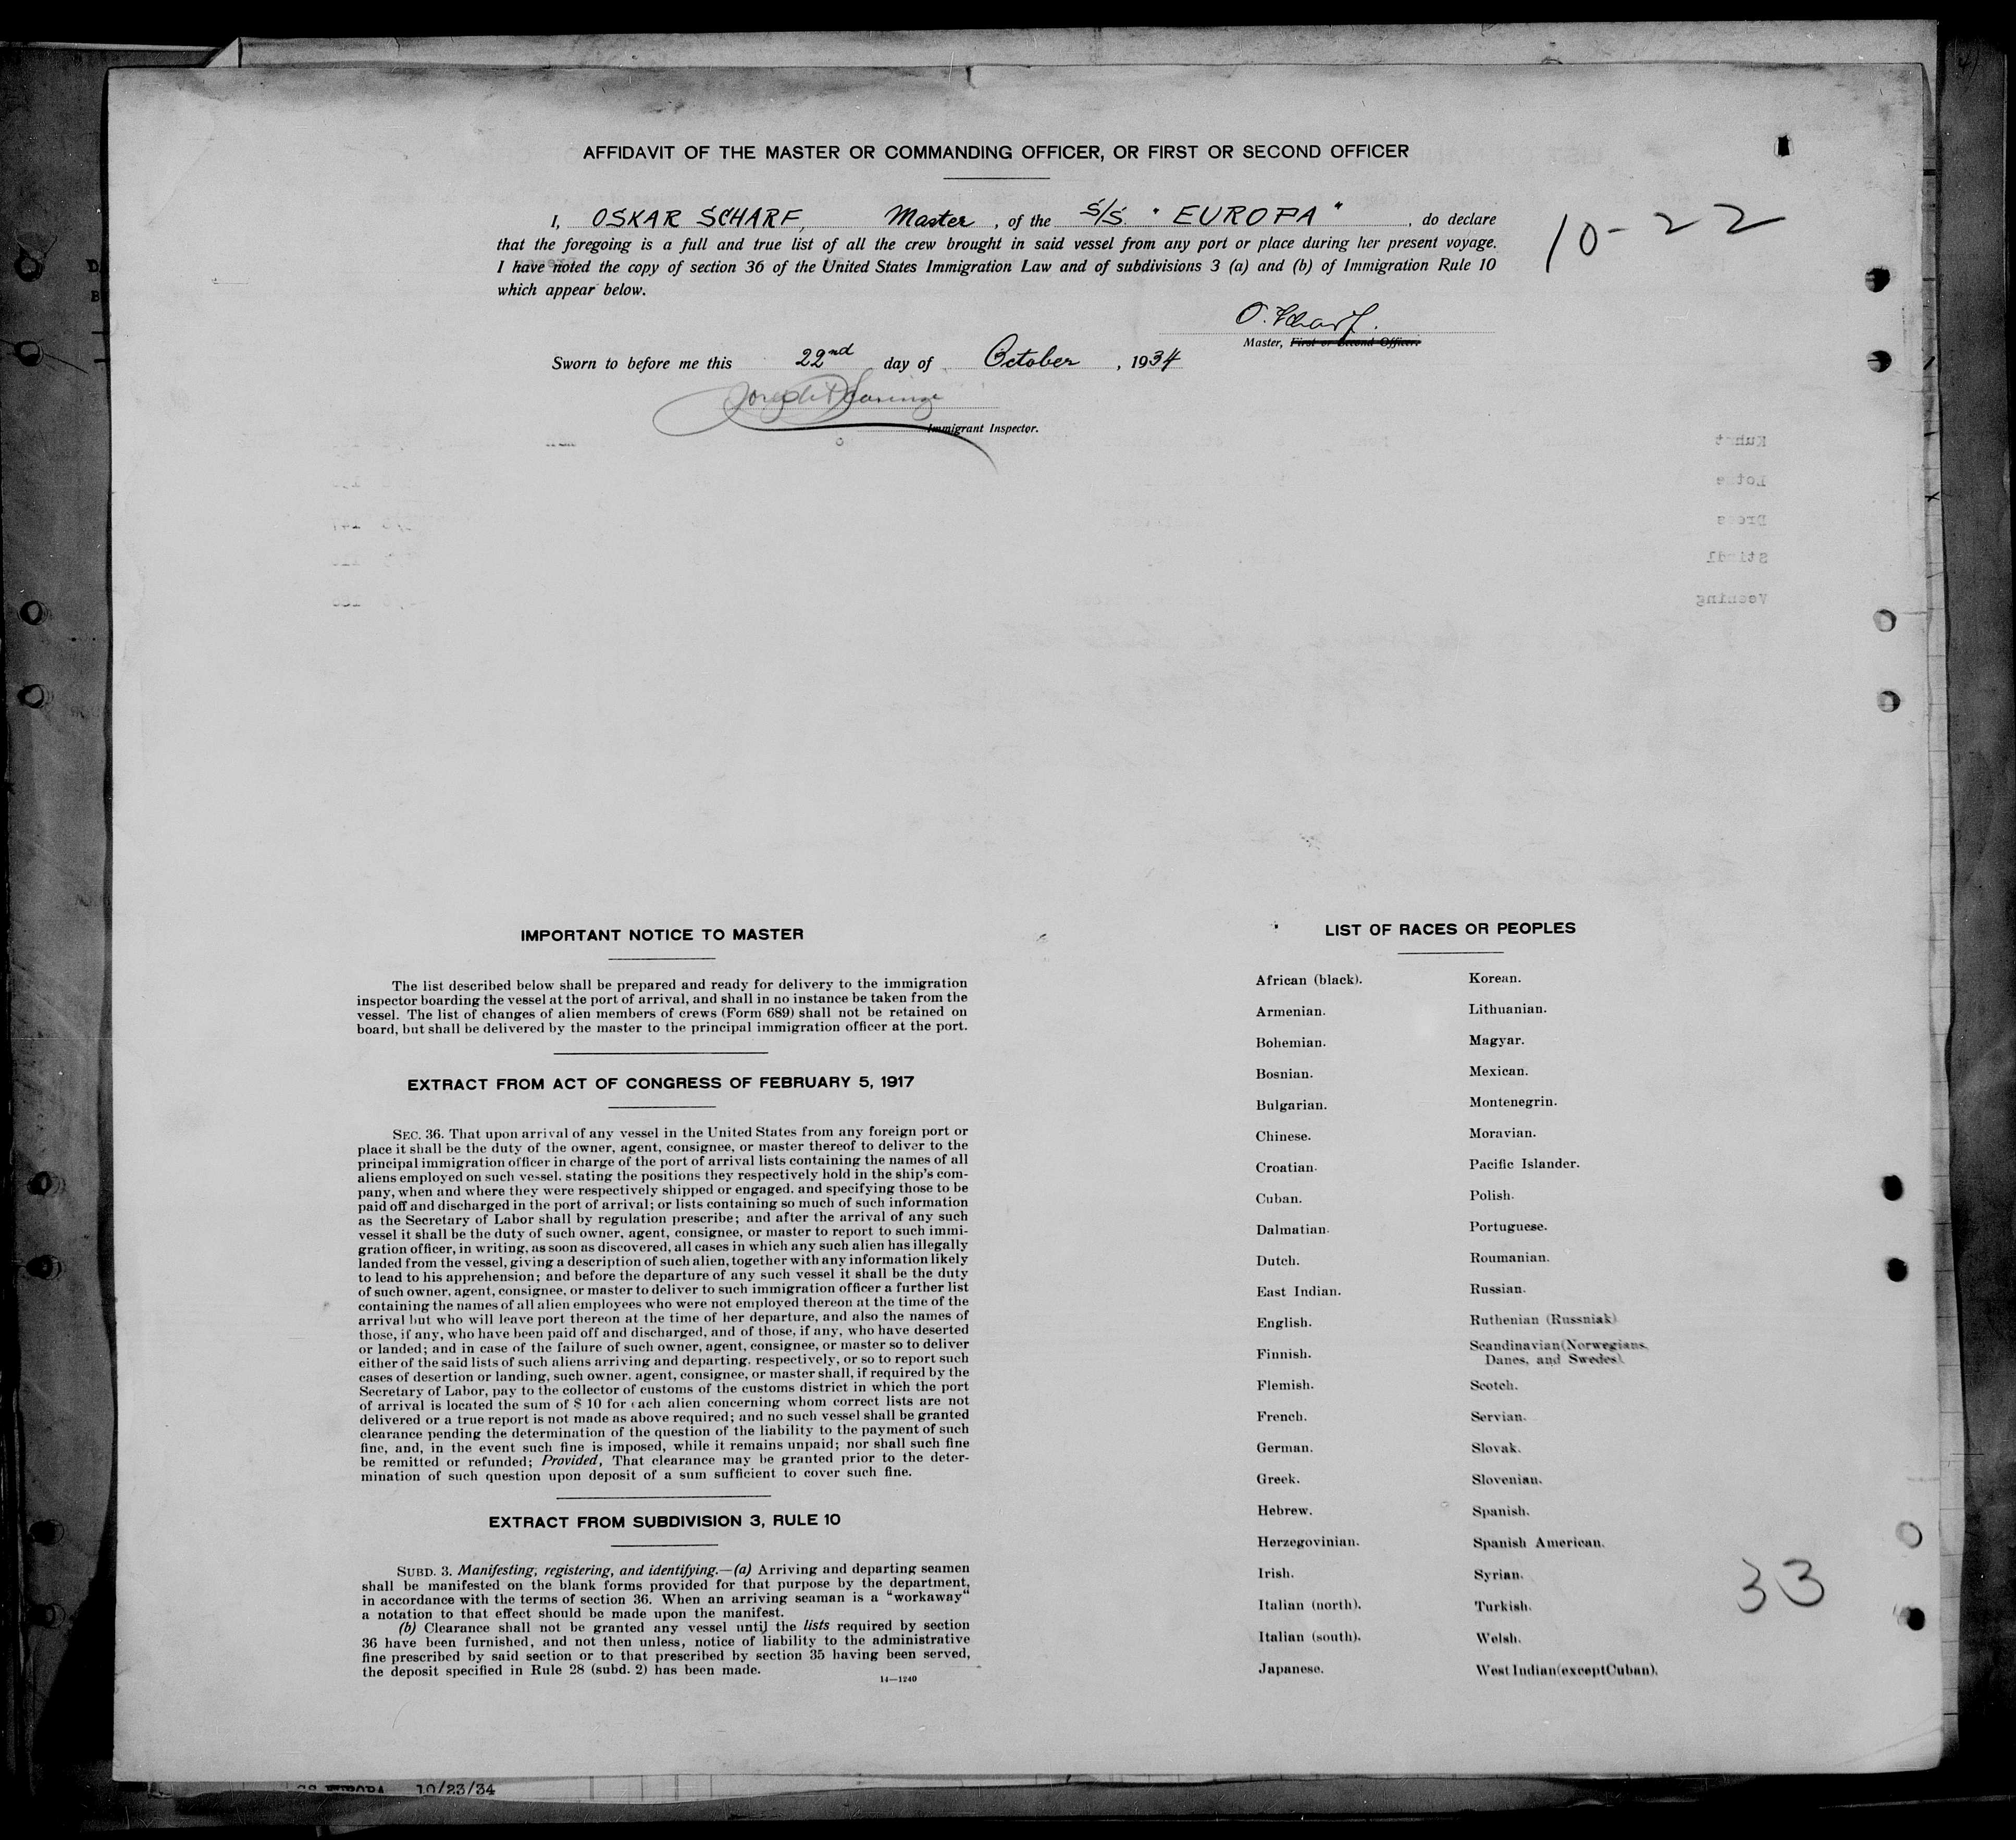 AFFIDAVIT OF THE MASTER OR COMMANDING OFFICER, OR FIRST OR SECOND OFFICER
I, OSKAR SCHARF, Master, of the S/S. "EUROPA", do declare
that the foregoing is a full and true list of all the crew brought in said vessel from any port or place during her present voyage.
I have noted the copy of section 36 of the United States Immigration Law and of subdivisions 3 (a) and (b) of Immigration Rule 10
which appear below.
10-22
O. Scharf.
Master, First or Second Officer.
Sworn to before me this 22nd day of October, 1934
Immigrant Inspector.
IMPORTANT NOTICE TO MASTER
The list described below shall be prepared and ready for delivery to the immigration
inspector boarding the vessel at the port of arrival, and shall in no instance be taken from the
vessel. The list of changes of alien members of crews (Form 689) shall not be retained on
board, but shall be delivered by the master to the principal immigration officer at the port.
EXTRACT FROM ACT OF CONGRESS OF FEBRUARY 5, 1917
SEC. 36. That upon arrival of any vessel in the United States from any foreign port or
place it shall be the duty of the owner, agent, consignee, or master thereof to deliver to the
principal immigration officer in charge of the port of arrival lists containing the names of all
aliens employed on such vessel. stating the positions they respectively hold in the ship's com-
pany, when and where they were respectively shipped or engaged. and specifying those to be
paid off and discharged in the port of arrival; or lists containing so much of such information
as the Secretary of Labor shall by regulation prescribe; and after the arrival of any such
vessel it shall be the duty of such owner, agent, consignee, or master to report to such immi-
gration officer, in writing, as soon as discovered, all cases in which any such alien has illegally
landed from the vessel, giving a description of such alien, together with any information likely
to lead to his apprehension; and before the departure of any such vessel it shall be the duty
of such owner, agent, consignee, or master to deliver to such immigration officer a further list
containing the names of all alien employees who were not employed thereon at the time of the
arrival but who will leave port thereon at the time of her departure, and also the names of
those, if any, who have been paid off and discharged, and of those, if any, who have deserted
or landed; and in case of the failure of such owner, agent, consignee, or master so to deliver
either of the said lists of such aliens arriving and departing. respectively, or so to report such
cases of desertion or landing, such owner. agent, consignee, or master shall, if required by the
Secretary of Labor, pay to the collector of customs of the customs district in which the port
of arrival is located the sum of $ 10 for each alien concerning whom correct lists are not
delivered or a true report is not made as above required; and no such vessel shall be granted
clearance pending the determination of the question of the liability to the payment of such
fine, and, in the event such fine is imposed, while it remains unpaid; nor shall such fine
be remitted or refunded; Provided, That clearance may be granted prior to the deter-
mination of such question upon deposit of a sum sufficient to cover such fine.
EXTRACT FROM SUBDIVISION 3, RULE 10
SUBD. 3. Manifesting, registering, and identifying.—(a) Arriving and departing seamen
shall be manifested on the blank forms provided for that purpose by the department,
in accordance with the terms of section 36. When an arriving seaman is a "workaway"
a notation to that effect should be made upon the manifest.
(b) Clearance shall not be granted any vessel until the lists required by section
36 have been furnished, and not then unless, notice of liability to the administrative
fine prescribed by said section or to that prescribed by section 35 having been served,
the deposit specified in Rule 28 (subd. 2) has been made.
14—1240
LIST OF RACES OR PEOPLES
African (black).
Armenian.
Bohemian.
Bosnian.
Bulgarian.
Chinese.
Croatian.
Cuban.
Dalmatian.
Dutch.
East Indian.
English.
Finnish.
Flemish.
French.
German.
Greek.
Hebrew.
Herzegovinian.
Irish.
Italian (north).
Italian (south).
Japanese.
Korean.
Lithuanian.
Magyar.
Mexican.
Montenegrin.
Moravian.
Pacific Islander.
Polish.
Portuguese.
Roumanian.
Russian.
Ruthenian (Russniak)
Scandinavian (Norwegians,
Danes, and Swedes).
Scotch.
Servian.
Slovak.
Slovenian.
Spanish.
Spanish American.
Syrian.
Turkish.
Welsh.
West Indian (except Cuban).
33
SS EUROPA 10/23/34